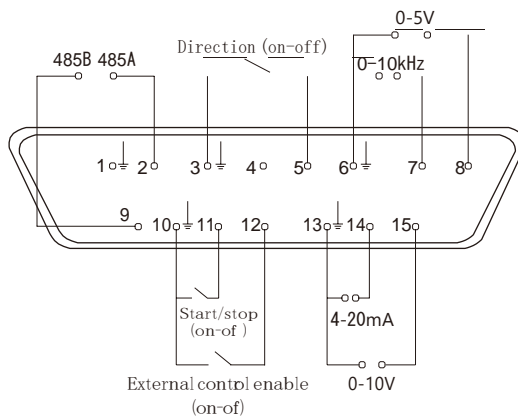 0-5V
Direction (on-off)
485B 485A
0-10kHz
1 2 3 4 5 6 7 8
9 10 11 12 13 14 15
Start/stop
(on-of )
4-20mA
External control enable
(on-of)
0-10V